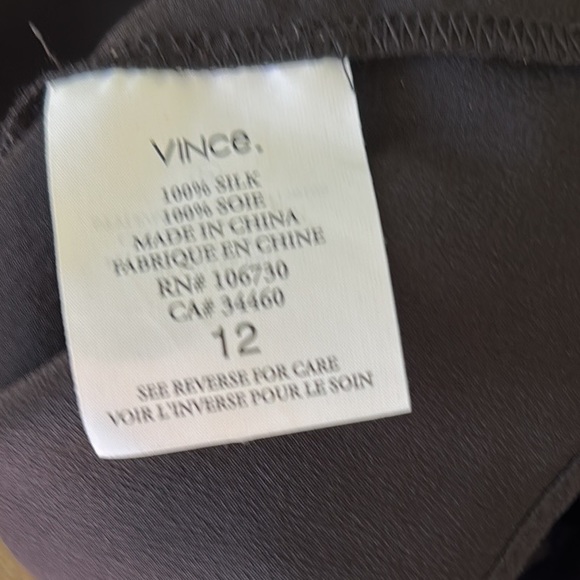 VINCE.
100% SILK
100% SOIE
MADE IN CHINA
FABRIQUE EN CHINE
RN# 106730
CA# 34460
12
SEE REVERSE FOR CARE
VOIR L'INVERSE POUR LE SOIN